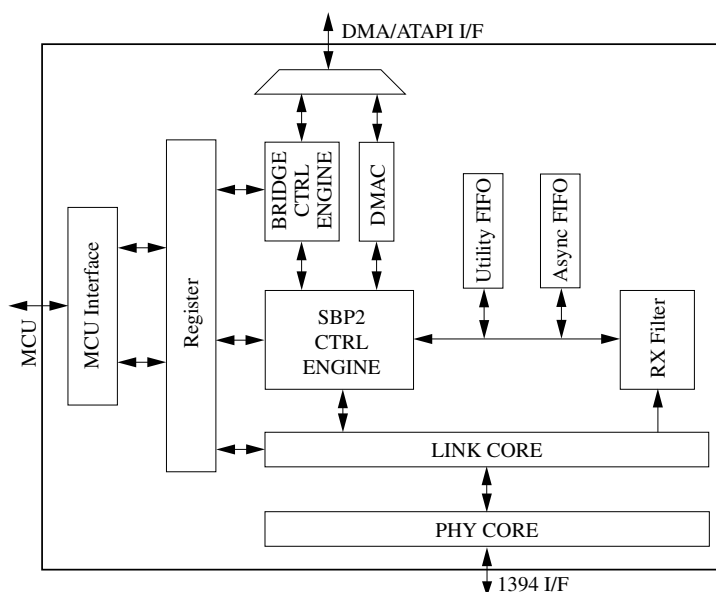 DMA/ATAPI I/F
BRIDGE
CTRL
ENGINE
DMAC
Utility FIFO
Async FIFO
MCU
MCU Interface
Register
SBP2
CTRL
ENGINE
RX Filter
LINK CORE
PHY CORE
1394 I/F